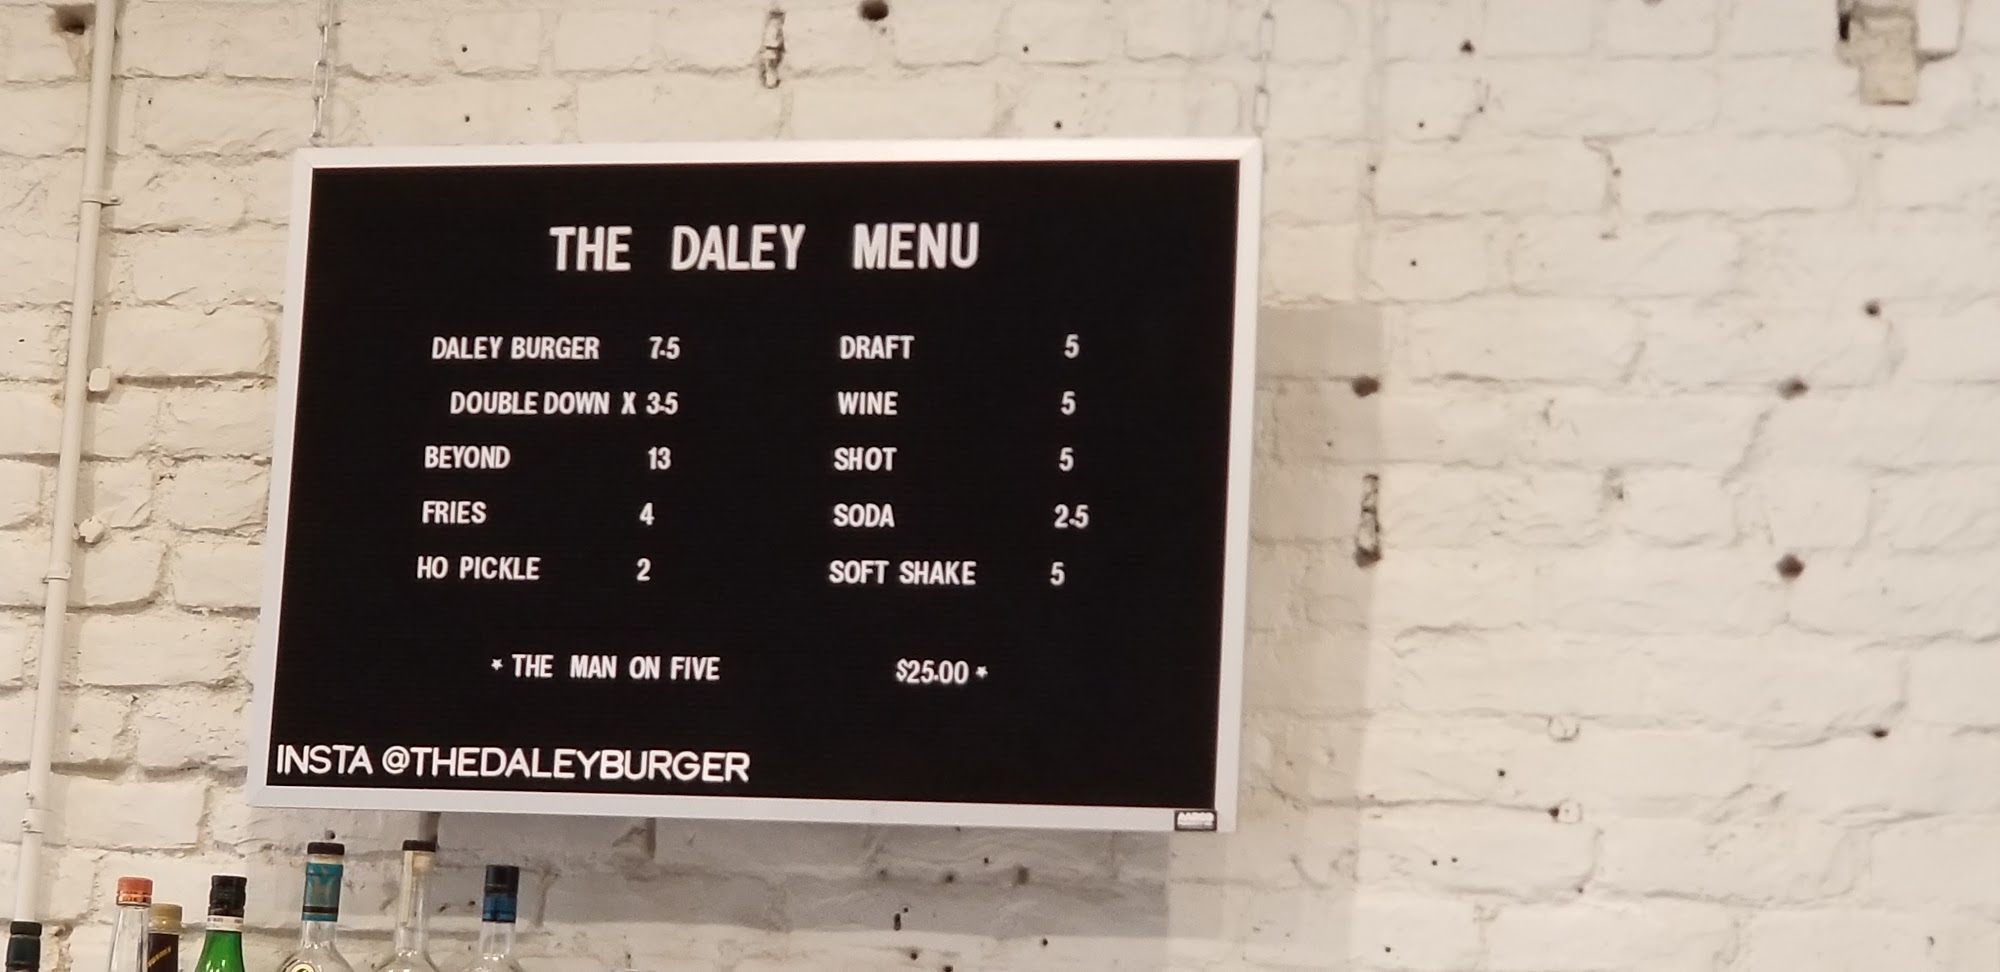 THE DALEY MENU
DALEY BURGER 7.5
DOUBLE DOWN X 3.5
BEYOND 13
FRIES 4
HO PICKLE 2
DRAFT 5
WINE 5
SHOT 5
SODA 2.5
SOFT SHAKE 5
* THE MAN ON FIVE $25.00 *
INSTA @THEDALEYBURGER